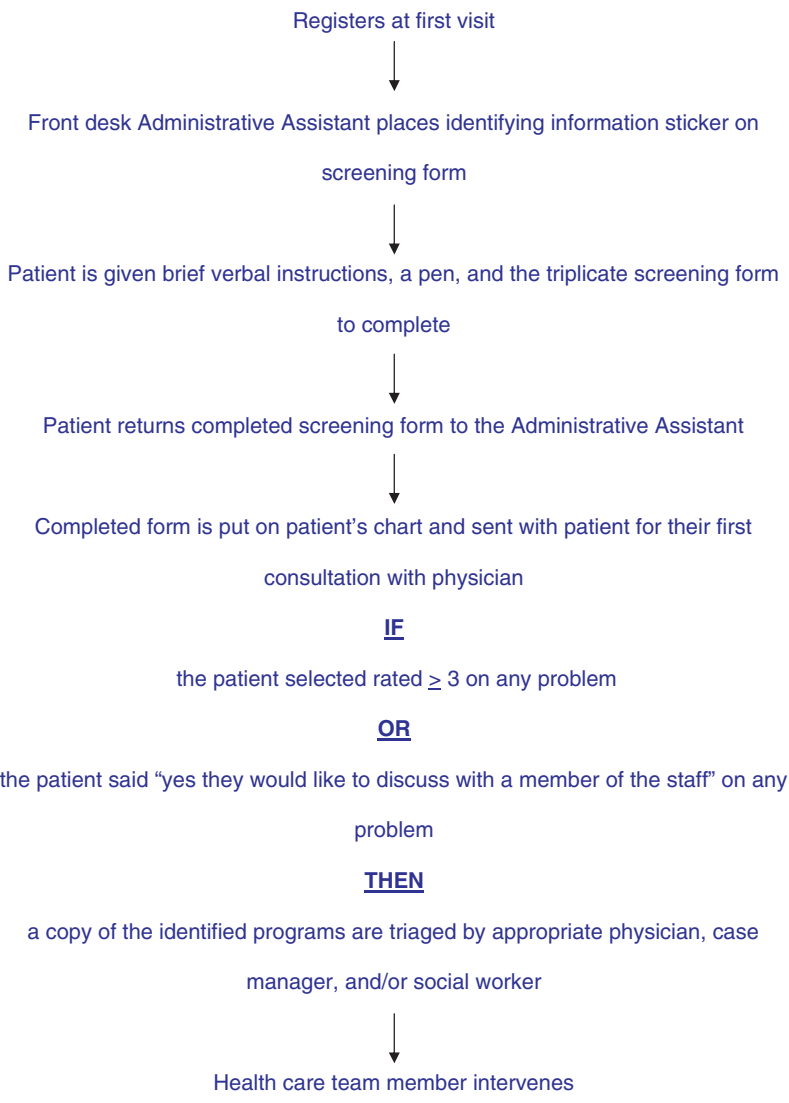 Registers at first visit
Front desk Administrative Assistant places identifying information sticker on
screening form
Patient is given brief verbal instructions, a pen, and the triplicate screening form
to complete
Patient returns completed screening form to the Administrative Assistant
Completed form is put on patient’s chart and sent with patient for their first
consultation with physician
IF
the patient selected rated ≥ 3 on any problem
OR
the patient said “yes they would like to discuss with a member of the staff” on any
problem
THEN
a copy of the identified programs are triaged by appropriate physician, case
manager, and/or social worker
Health care team member intervenes